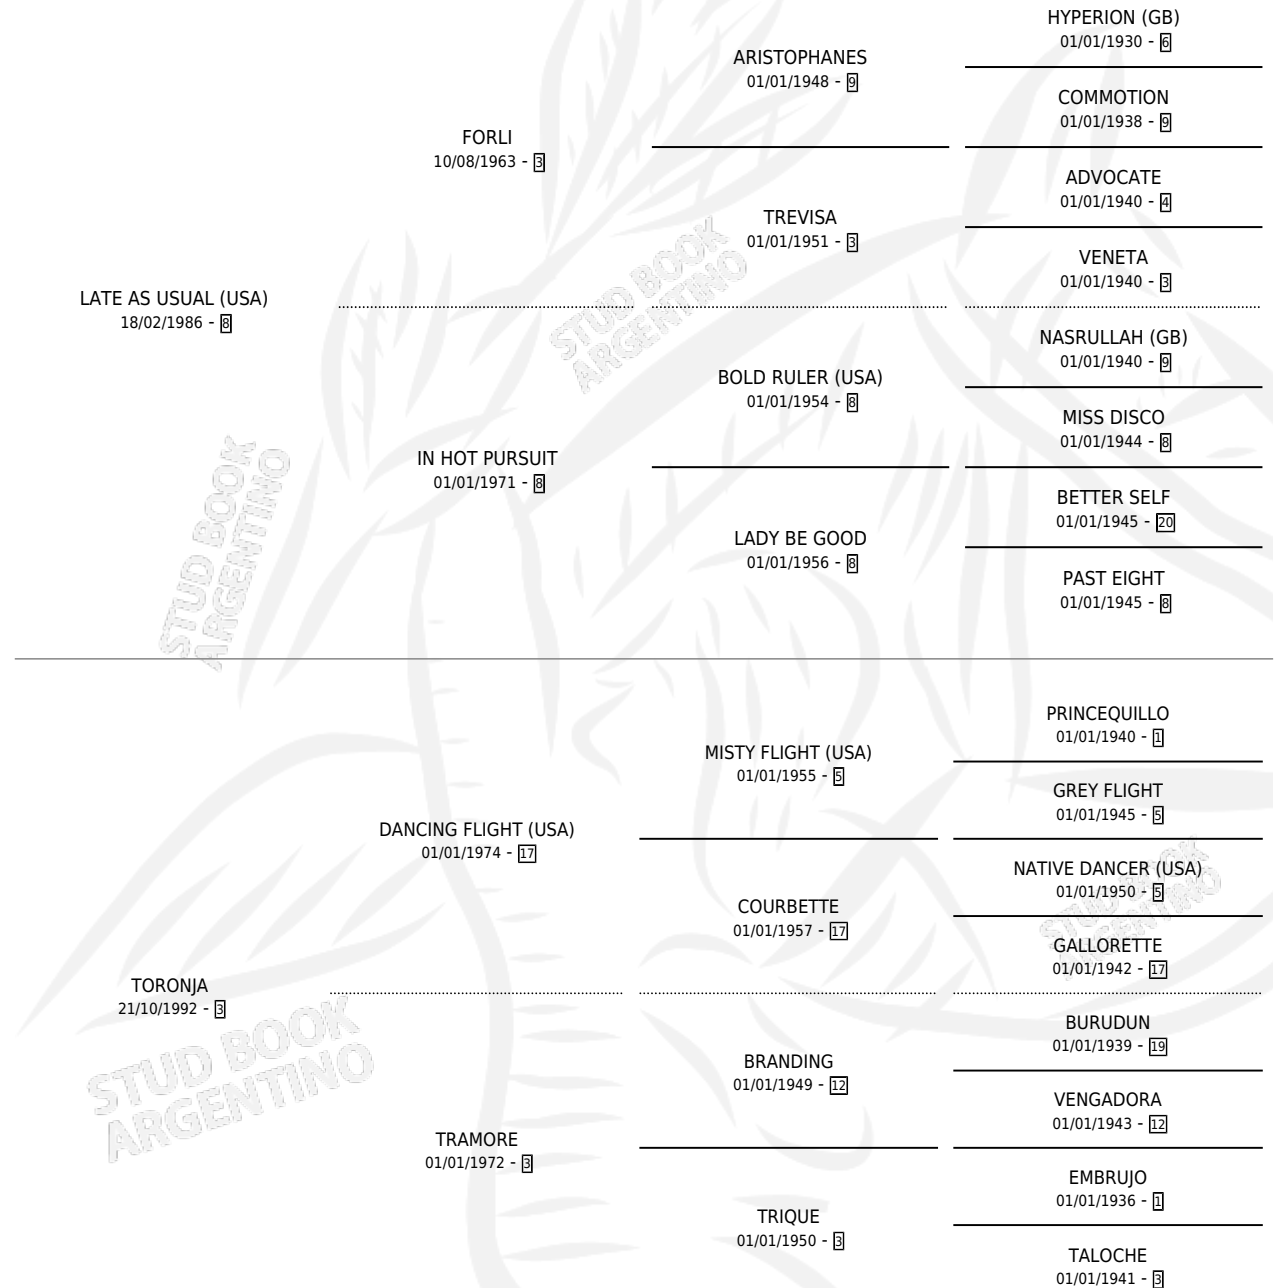 HYPERION (GB)
01/01/1930 - 6
ARISTOPHANES
01/01/1948 - 9
COMMOTION
01/01/1938 - 9
FORLI
10/08/1963 - 3
ADVOCATE
01/01/1940 - 4
TREVISA
01/01/1951 - 3
VENETA
01/01/1940 - 3
LATE AS USUAL (USA)
18/02/1986 - 8
NASRULLAH (GB)
01/01/1940 - 9
BOLD RULER (USA)
01/01/1954 - 8
MISS DISCO
01/01/1944 - 8
IN HOT PURSUIT
01/01/1971 - 8
BETTER SELF
01/01/1945 - 20
LADY BE GOOD
01/01/1956 - 8
PAST EIGHT
01/01/1945 - 8
PRINCEQUILLO
01/01/1940 - 1
MISTY FLIGHT (USA)
01/01/1955 - 5
GREY FLIGHT
01/01/1945 - 5
DANCING FLIGHT (USA)
01/01/1974 - 17
NATIVE DANCER (USA)
01/01/1950 - 5
COURBETTE
01/01/1957 - 17
GALLORETTE
01/01/1942 - 17
TORONJA
21/10/1992 - 3
BURUDUN
01/01/1939 - 19
BRANDING
01/01/1949 - 12
VENGADORA
01/01/1943 - 12
TRAMORE
01/01/1972 - 3
EMBRUJO
01/01/1936 - 1
TRIQUE
01/01/1950 - 3
TALOCHE
01/01/1941 - 3
STUD BOOK
ARGENTINO
STUD BOOK
ARGENTINO
STUD BOOK
ARGENTINO
STUD BOOK
ARGENTINO